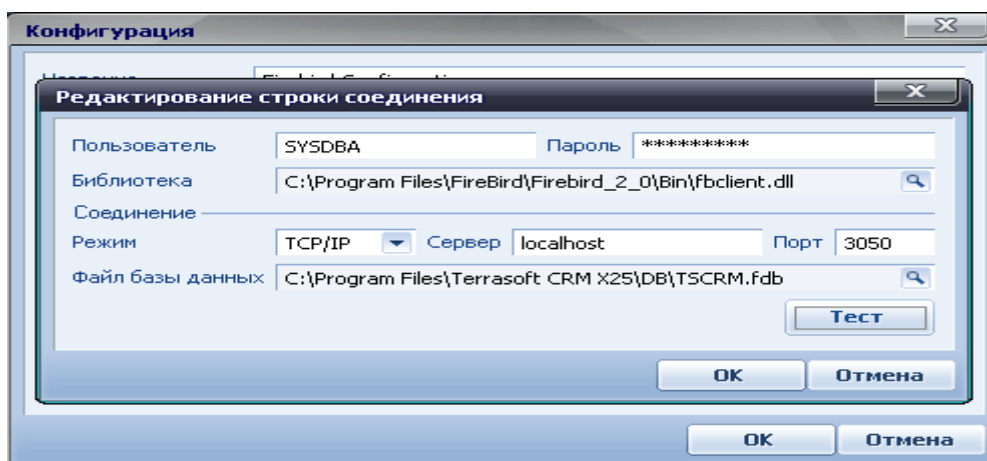 Конфигурация
Редактирование строки соединения
Пользователь SYSDBA Пароль *********
Библиотека C:\Program Files\FireBird\Firebird_2_0\Bin\fbclient.dll
Соединение
Режим TCP/IP Сервер localhost Порт 3050
Файл базы данных C:\Program Files\Terrasoft CRM X25\DB\TSCRM.fdb
Тест
OK Отмена
OK Отмена